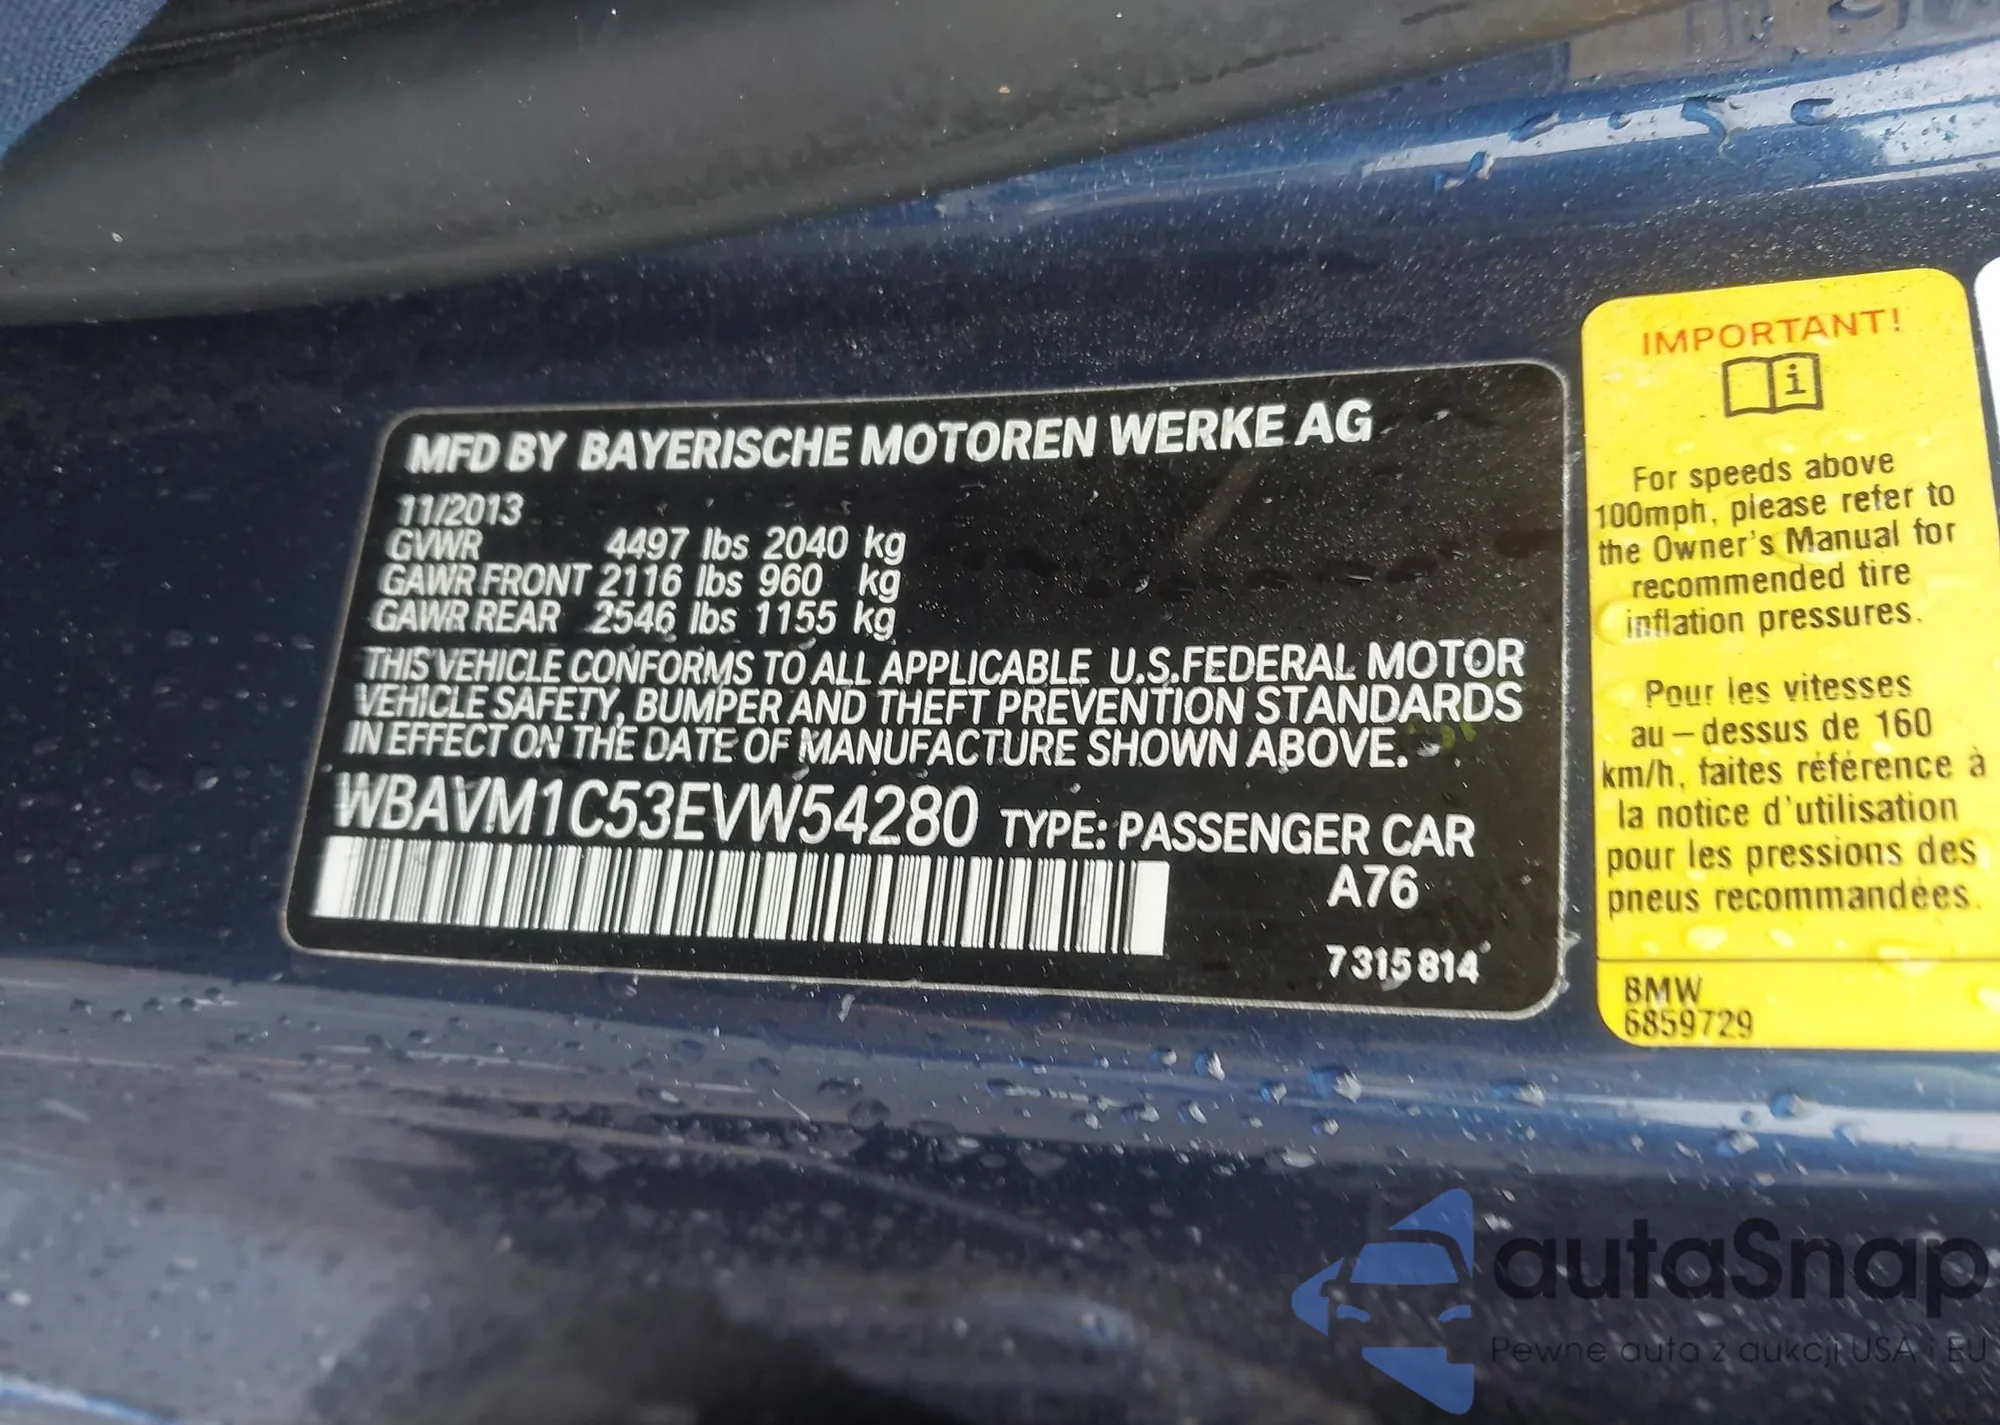 MFD BY BAYERISCHE MOTOREN WERKE AG
11/2013
GVWR 4497 lbs 2040 kg
GAWR FRONT 2116 lbs 960 kg
GAWR REAR 2546 lbs 1155 kg
THIS VEHICLE CONFORMS TO ALL APPLICABLE U.S.FEDERAL MOTOR
VEHICLE SAFETY, BUMPER AND THEFT PREVENTION STANDARDS
IN EFFECT ON THE DATE OF MANUFACTURE SHOWN ABOVE.
WBAVM1C53EVW54280 TYPE: PASSENGER CAR
A76
7315814
IMPORTANT!
i
For speeds above
100mph, please refer to
the Owner's Manual for
recommended tire
inflation pressures.
Pour les vitesses
au-dessus de 160
km/h, faites référence à
la notice d'utilisation
pour les pressions des
pneus recommandées.
BMW
6859729
autaSnap
Pewne auta z aukcji USA i EU